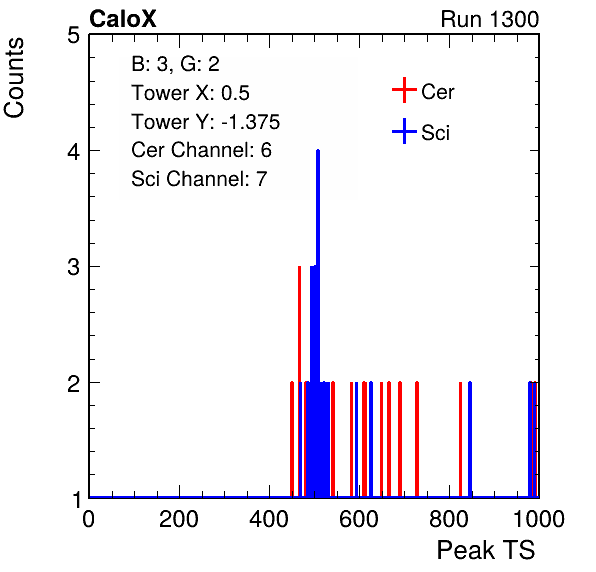 CaloX Run 1300
Counts
B: 3, G: 2
Tower X: 0.5
Tower Y: -1.375
Cer Channel: 6
Sci Channel: 7
Cer
Sci
5
4
3
2
1
0 200 400 600 800 1000
Peak TS